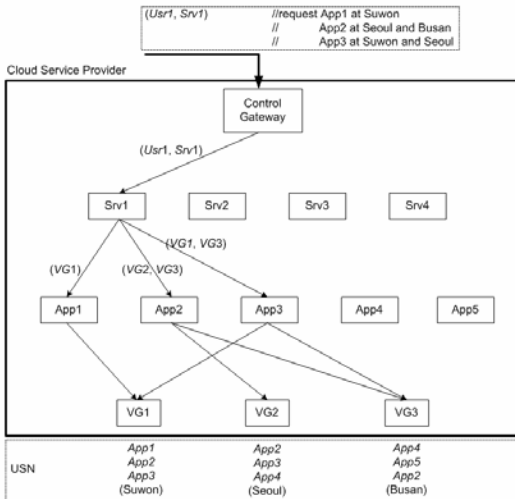 (Usr1, Srv1) //request App1 at Suwon
// App2 at Seoul and Busan
// App3 at Suwon and Seoul
Cloud Service Provider
Control
Gateway
(Usr1, Srv1)
Srv1 Srv2 Srv3 Srv4
(VG1, VG3)
(VG1) (VG2, VG3)
App1 App2 App3 App4 App5
VG1 VG2 VG3
App1 App2 App4
App2 App3 App5
USN
App3 App4 App2
(Suwon) (Seoul) (Busan)